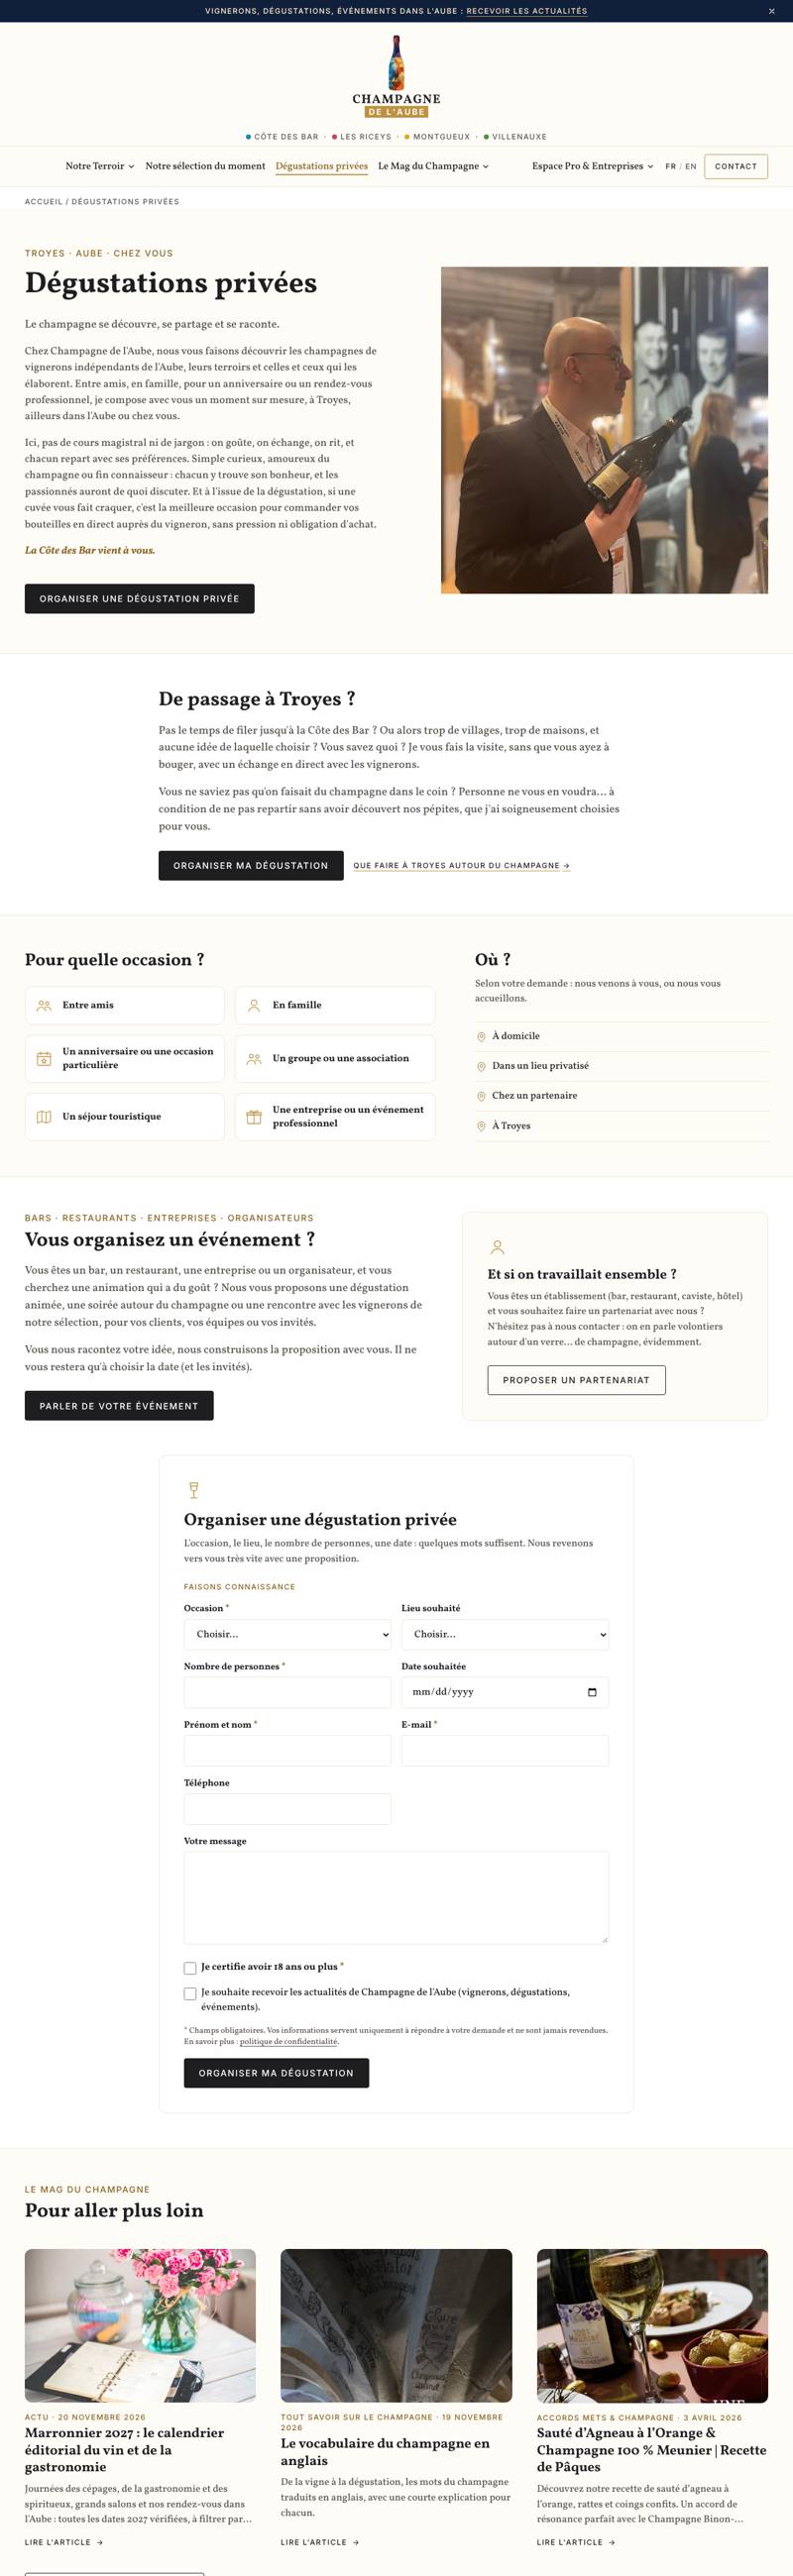 VIGNERONS, DÉGUSTATIONS, ÉVÉNEMENTS DANS L'AUBE : RECEVOIR LES ACTUALITÉS ✕
CHAMPAGNE
DE L'AUBE
CÔTE DES BAR · LES RICEYS · MONTGUEUX · VILLENAUXE
Notre Terroir Notre sélection du moment Dégustations privées Le Mag du Champagne Espace Pro & Entreprises FR / EN CONTACT
ACCUEIL / DÉGUSTATIONS PRIVÉES
TROYES · AUBE · CHEZ VOUS
Dégustations privées
Le champagne se découvre, se partage et se raconte.
Chez Champagne de l'Aube, nous vous faisons découvrir les champagnes de
vignerons indépendants de l'Aube, leurs terroirs et celles et ceux qui les
élaborent. Entre amis, en famille, pour un anniversaire ou un rendez-vous
professionnel, je compose avec vous un moment sur mesure, à Troyes,
ailleurs dans l'Aube ou chez vous.
Ici, pas de cours magistral ni de jargon : on goûte, on échange, on rit, et
chacun repart avec ses préférences. Simple curieux, amoureux du
champagne ou fin connaisseur : chacun y trouve son bonheur, et les
passionnés auront de quoi discuter. Et à l'issue de la dégustation, si une
cuvée vous fait craquer, c'est la meilleure occasion pour commander vos
bouteilles en direct auprès du vigneron, sans pression ni obligation d'achat.
La Côte des Bar vient à vous.
ORGANISER UNE DÉGUSTATION PRIVÉE
De passage à Troyes ?
Pas le temps de filer jusqu'à la Côte des Bar ? Ou alors trop de villages, trop de maisons, et
aucune idée de laquelle choisir ? Vous savez quoi ? Je vous fais la visite, sans que vous ayez à
bouger, avec un échange en direct avec les vignerons.
Vous ne saviez pas qu'on faisait du champagne dans le coin ? Personne ne vous en voudra… à
condition de ne pas repartir sans avoir découvert nos pépites, que j'ai soigneusement choisies
pour vous.
ORGANISER MA DÉGUSTATION QUE FAIRE À TROYES AUTOUR DU CHAMPAGNE →
Pour quelle occasion ?
Entre amis
En famille
Un anniversaire ou une occasion
particulière
Un groupe ou une association
Un séjour touristique
Une entreprise ou un événement
professionnel
Où ?
Selon votre demande : nous venons à vous, ou nous vous
accueillons.
À domicile
Dans un lieu privatisé
Chez un partenaire
À Troyes
BARS · RESTAURANTS · ENTREPRISES · ORGANISATEURS
Vous organisez un événement ?
Vous êtes un bar, un restaurant, une entreprise ou un organisateur, et vous
cherchez une animation qui a du goût ? Nous vous proposons une dégustation
animée, une soirée autour du champagne ou une rencontre avec les vignerons de
notre sélection, pour vos clients, vos équipes ou vos invités.
Vous nous racontez votre idée, nous construisons la proposition avec vous. Il ne
vous restera qu'à choisir la date (et les invités).
PARLER DE VOTRE ÉVÉNEMENT
Et si on travaillait ensemble ?
Vous êtes un établissement (bar, restaurant, caviste, hôtel)
et vous souhaitez faire un partenariat avec nous ?
N'hésitez pas à nous contacter : on en parle volontiers
autour d'un verre… de champagne, évidemment.
PROPOSER UN PARTENARIAT
Organiser une dégustation privée
L'occasion, le lieu, le nombre de personnes, une date : quelques mots suffisent. Nous revenons
vers vous très vite avec une proposition.
FAISONS CONNAISSANCE
Occasion * Lieu souhaité
Choisir... Choisir...
Nombre de personnes * Date souhaitée
mm/dd/yyyy
Prénom et nom * E-mail *
Téléphone
Votre message
Je certifie avoir 18 ans ou plus *
Je souhaite recevoir les actualités de Champagne de l'Aube (vignerons, dégustations,
événements).
* Champs obligatoires. Vos informations servent uniquement à répondre à votre demande et ne sont jamais revendues.
En savoir plus : politique de confidentialité.
ORGANISER MA DÉGUSTATION
LE MAG DU CHAMPAGNE
Pour aller plus loin
ACTU · 20 NOVEMBRE 2026
Marronnier 2027 : le calendrier
éditorial du vin et de la
gastronomie
Journées des cépages, de la gastronomie et des
spiritueux, grands salons et nos rendez-vous dans
l'Aube : toutes les dates 2027 vérifiées, à filtrer par…
LIRE L'ARTICLE →
TOUT SAVOIR SUR LE CHAMPAGNE · 19 NOVEMBRE
2026
Le vocabulaire du champagne en
anglais
De la vigne à la dégustation, les mots du champagne
traduits en anglais, avec une courte explication pour
chacun.
LIRE L'ARTICLE →
UNE
ACCORDS METS & CHAMPAGNE · 3 AVRIL 2026
Sauté d'Agneau à l'Orange &
Champagne 100 % Meunier | Recette
de Pâques
Découvrez notre recette de sauté d'agneau à
l'orange, rattes et coings confits. Un accord de
résonance parfait avec le Champagne Binon-…
LIRE L'ARTICLE →